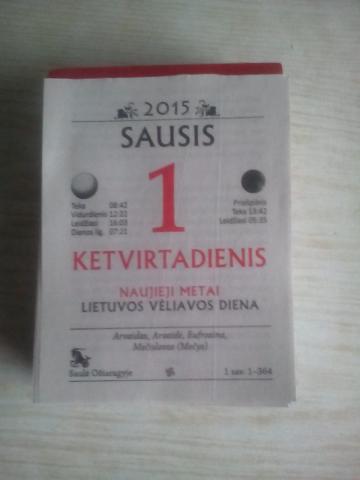 2015
SAUSIS
1
Teka 08:42
Vidurdienis 12:22
Leidžiasi 16:03
Dienos ilg. 07:21
Priešpilnis
Teka 13:42
Leidžiasi 05:35
KETVIRTADIENIS
NAUJIEJI METAI
LIETUVOS VĖLIAVOS DIENA
Arvaidas, Arvaidė, Eufrozina,
Mečislovas (Mečys)
Saulė Ožiaragyje
1 sav. 1–364